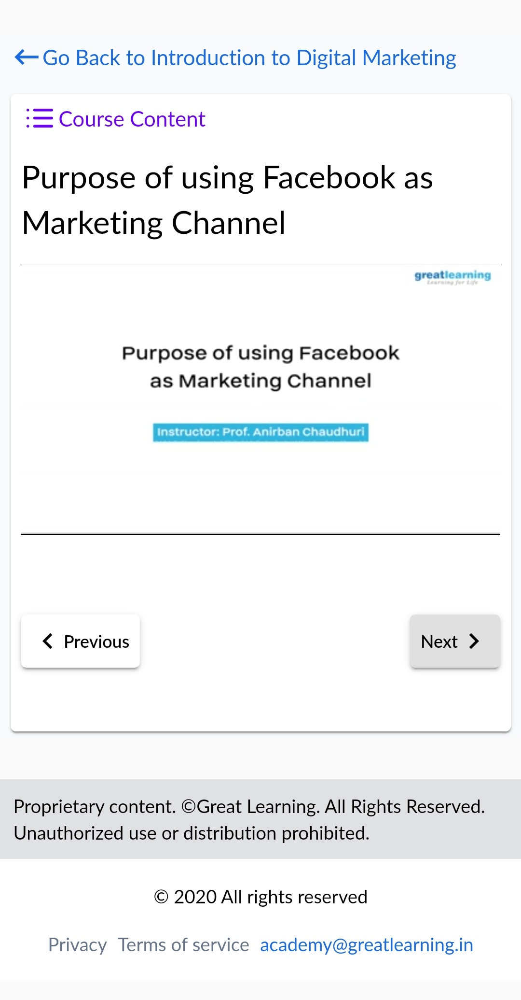 Go Back to Introduction to Digital Marketing
Course Content
Purpose of using Facebook as
Marketing Channel
greatlearning
Learning for Life
Purpose of using Facebook
as Marketing Channel
Instructor: Prof. Anirban Chaudhuri
Previous
Next
Proprietary content. ©Great Learning. All Rights Reserved.
Unauthorized use or distribution prohibited.
© 2020 All rights reserved
Privacy Terms of service academy@greatlearning.in